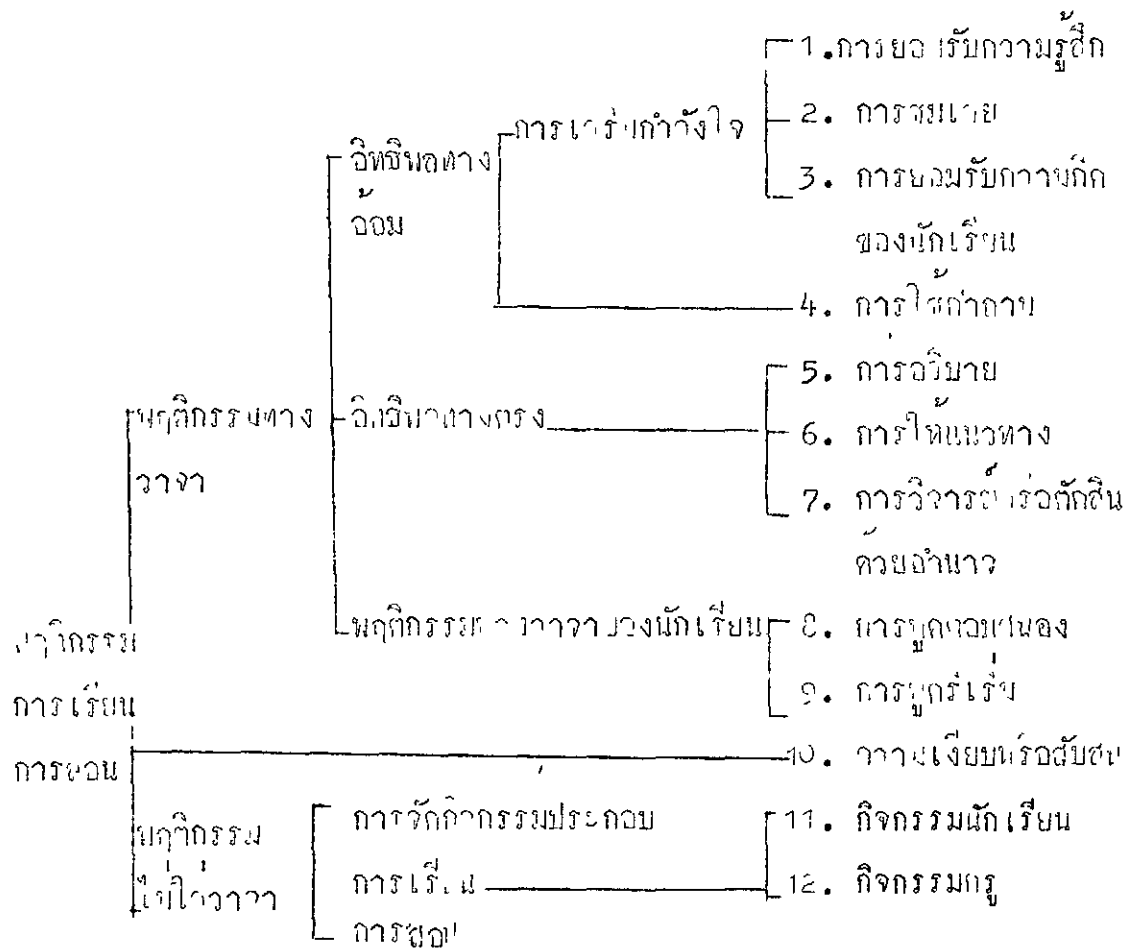 1.การยอมรับความรู้สึก
2. การชมเชย
การเสริมกำลังใจ
อิทธิพลทาง
อ้อม
3. การยอมรับความคิด
ของนักเรียน
4. การใช้คำถาม
5. การอธิบาย
พฤติกรรมทาง
วาจา
อิทธิพลทางตรง
6. การให้แนวทาง
7. การวิจารณ์หรือตัดสิน
ด้วยอำนาจ
พฤติกรรมทางวาจาของนักเรียน
8. การพูดตอบสนอง
9. การพูดริเริ่ม
พฤติกรรม
การเรียน
การสอน
10. ความเงียบหรือสับสน
พฤติกรรม
ไม่ใช่วาจา
การจัดกิจกรรมประกอบ
การเรียน
การสอน
11. กิจกรรมนักเรียน
12. กิจกรรมครู